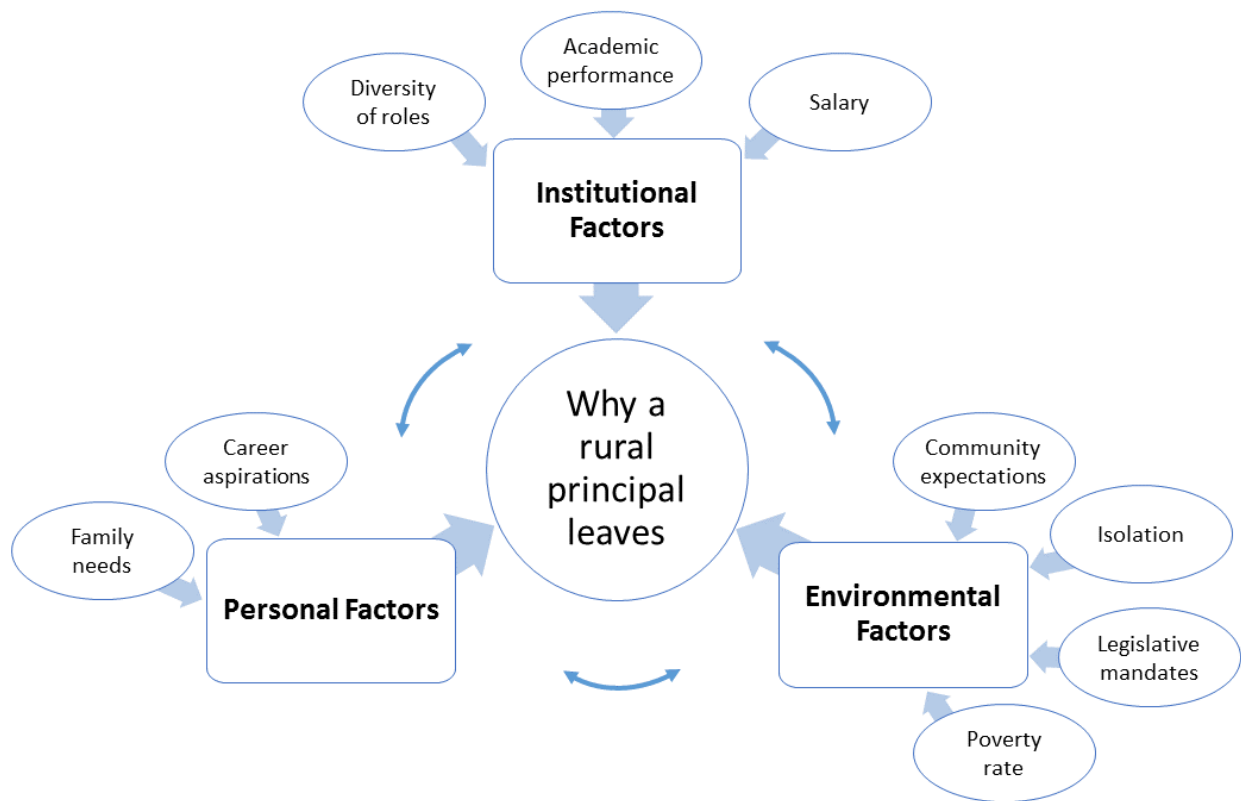 Academic
performance
Diversity
of roles
Salary
Institutional
Factors
Why a
rural
principal
leaves
Career
aspirations
Family
needs
Personal Factors
Community
expectations
Isolation
Environmental
Factors
Legislative
mandates
Poverty
rate